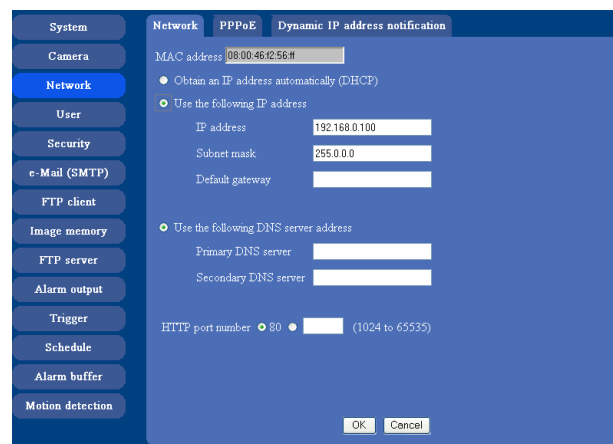 System
Camera
Network
User
Security
e-Mail (SMTP)
FTP client
Image memory
FTP server
Alarm output
Trigger
Schedule
Alarm buffer
Motion detection
Network PPPoE Dynamic IP address notification
MAC address 08:00:46:f2:56:ff
Obtain an IP address automatically (DHCP)
Use the following IP address
IP address 192.168.0.100
Subnet mask 255.0.0.0
Default gateway
Use the following DNS server address
Primary DNS server
Secondary DNS server
HTTP port number 80 (1024 to 65535)
OK Cancel